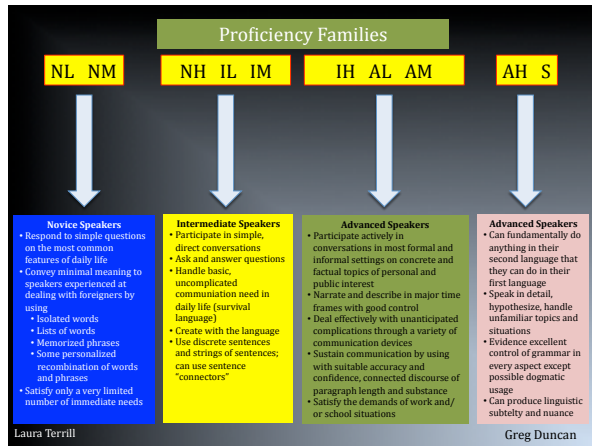 Proficiency Families
NL NM
NH IL IM
IH AL AM
AH S
Novice Speakers
• Respond to simple questions
on the most common
features of daily life
• Convey minimal meaning to
speakers experienced at
dealing with foreigners by
using
• Isolated words
• Lists of words
• Memorized phrases
• Some personalized
recombination of words
and phrases
• Satisfy only a very limited
number of immediate needs
Intermediate Speakers
• Participate in simple,
direct conversations
• Ask and answer questions
• Handle basic,
uncomplicated
communiation need in
daily life (survival
language)
• Create with the language
• Use discrete sentences
and strings of sentences;
can use sentence
“connectors”
Advanced Speakers
• Participate actively in
conversations in most formal and
informal settings on concrete and
factual topics of personal and
public interest
• Narrate and describe in major time
frames with good control
• Deal effectively with unanticipated
complications through a variety of
communication devices
• Sustain communication by using
with suitable accuracy and
confidence, connected discourse of
paragraph length and substance
• Satisfy the demands of work and/
or school situations
Advanced Speakers
• Can fundamentally do
anything in their
second language that
they can do in their
first language
• Speak in detail,
hypothesize, handle
unfamiliar topics and
situations
• Evidence excellent
control of grammar in
every aspect except
possible dogmatic
usage
• Can produce linguistic
subtelty and nuance
Laura Terrill
Greg Duncan